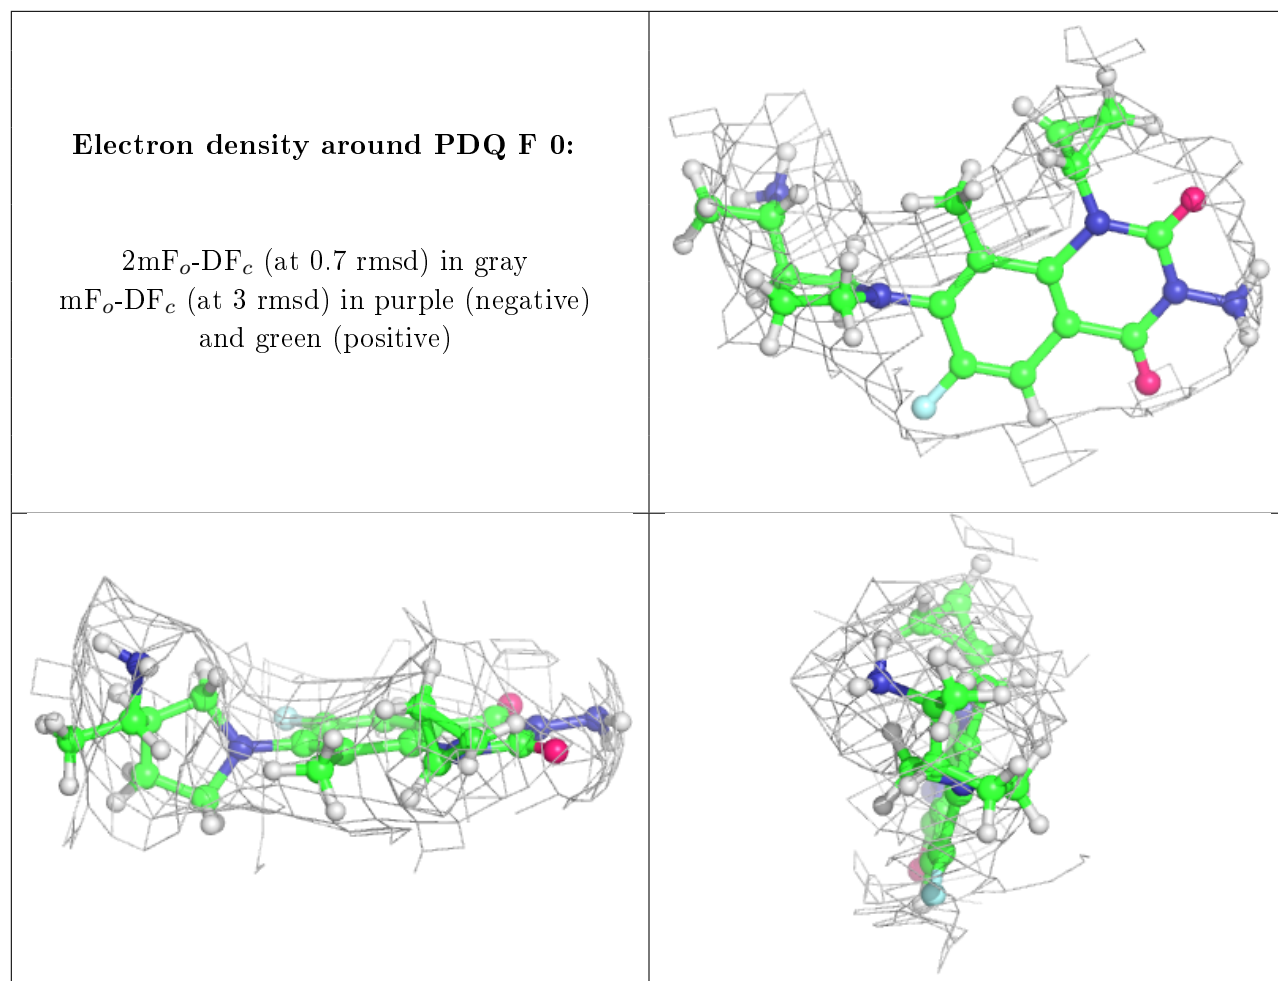 Electron density around PDQ F 0:
2mFo-DFc (at 0.7 rmsd) in gray
mFo-DFc (at 3 rmsd) in purple (negative)
and green (positive)